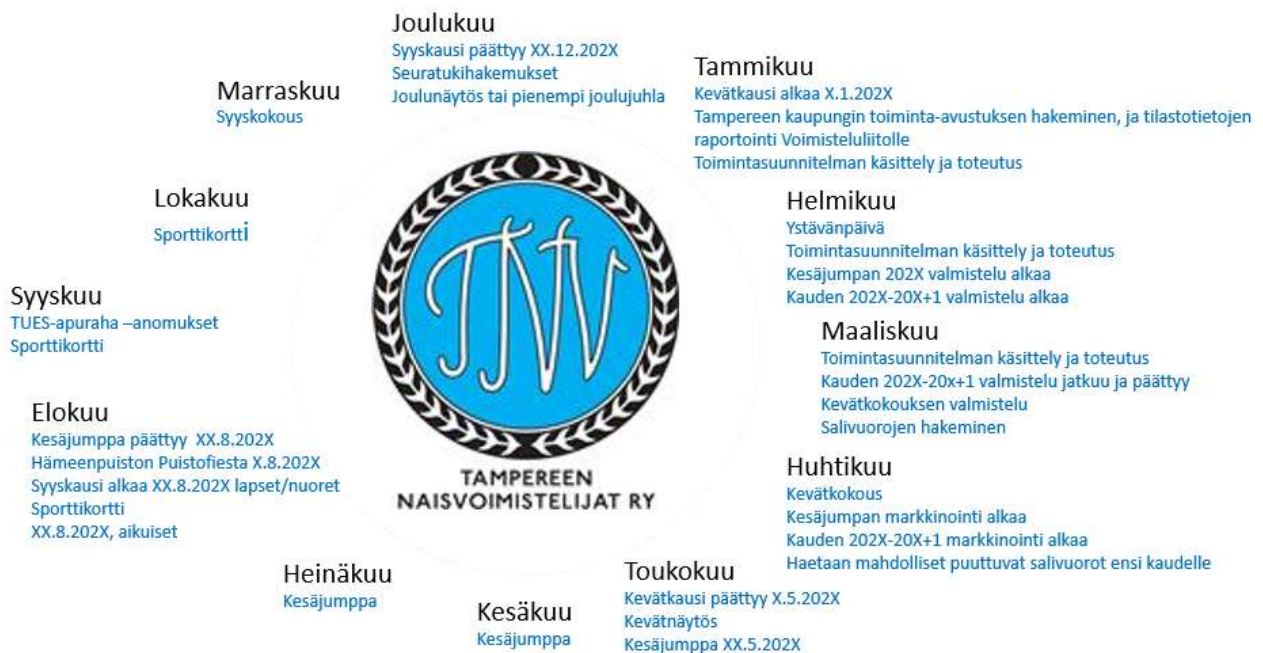 Joulukuu
Syyskausi päättyy XX.12.202X
Seuratukihakemukset
Joulunäytös tai pienempi joulujuhla
Tammikuu
Kevätkausi alkaa X.1.202X
Tampereen kaupungin toiminta-avustuksen hakeminen, ja tilastotietojen
raportointi Voimisteluliitolle
Toimintasuunnitelman käsittely ja toteutus
Helmikuu
Ystävänpäivä
Toimintasuunnitelman käsittely ja toteutus
Kesäjumpan 202X valmistelu alkaa
Kauden 202X-20X+1 valmistelu alkaa
Maaliskuu
Toimintasuunnitelman käsittely ja toteutus
Kauden 202X-20x+1 valmistelu jatkuu ja päättyy
Kevätkokouksen valmistelu
Salivuorojen hakeminen
Huhtikuu
Kevätkokous
Kesäjumpan markkinointi alkaa
Kauden 202X-20X+1 markkinointi alkaa
Haetaan mahdolliset puuttuvat salivuorot ensi kaudelle
Toukokuu
Kevätkausi päättyy X.5.202X
Kevätnäytös
Kesäjumppa XX.5.202X
Kesäkuu
Kesäjumppa
Heinäkuu
Kesäjumppa
Elokuu
Kesäjumppa päättyy XX.8.202X
Hämeenpuiston Puistofiesta X.8.202X
Syyskausi alkaa XX.8.202X lapset/nuoret
Sporttikortti
XX.8.202X, aikuiset
Syyskuu
TUES-apuraha –anomukset
Sporttikortti
Lokakuu
Sporttikortti
Marraskuu
Syyskokous
TNV
TAMPEREEN
NAISVOIMISTELIJAT RY